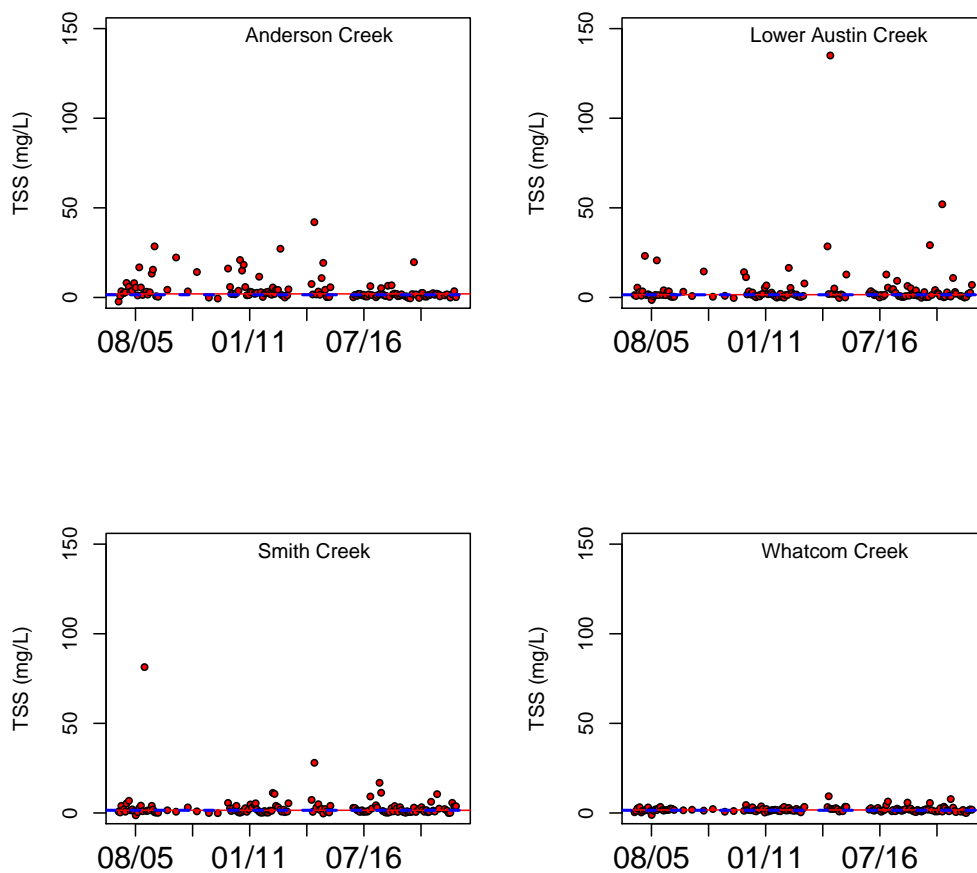 Anderson Creek
TSS (mg/L)
150
100
50
0
08/05 01/11 07/16
Lower Austin Creek
TSS (mg/L)
150
100
50
0
08/05 01/11 07/16
Smith Creek
TSS (mg/L)
150
100
50
0
08/05 01/11 07/16
Whatcom Creek
TSS (mg/L)
150
100
50
0
08/05 01/11 07/16